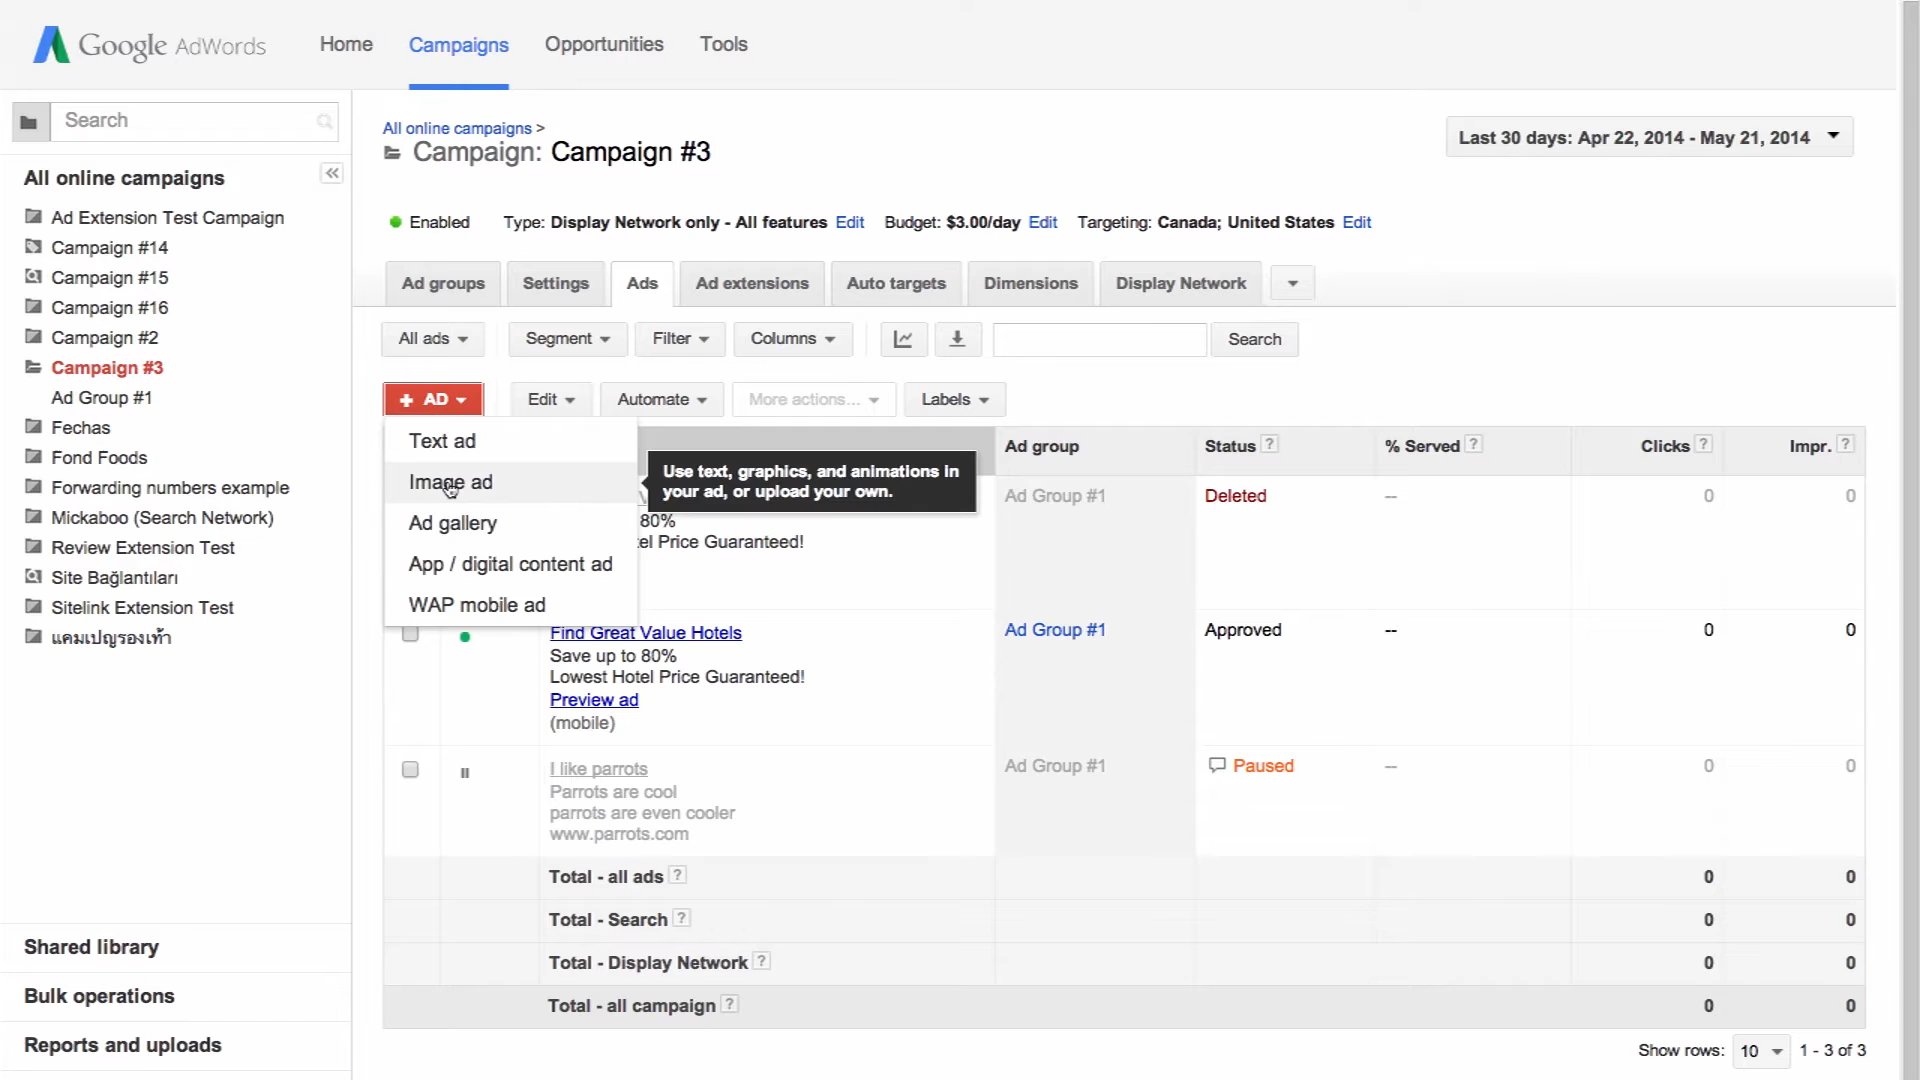 Google AdWords
Home
Campaigns
Opportunities
Tools
Search
All online campaigns
Ad Extension Test Campaign
Campaign #14
Campaign #15
Campaign #16
Campaign #2
Campaign #3
Ad Group #1
Fechas
Fond Foods
Forwarding numbers example
Mickaboo (Search Network)
Review Extension Test
Site Bağlantıları
Sitelink Extension Test
แคมเปญรองเท้า
Shared library
Bulk operations
Reports and uploads
All online campaigns >
Campaign: Campaign #3
Last 30 days: Apr 22, 2014 - May 21, 2014
Enabled Type: Display Network only - All features Edit Budget: $3.00/day Edit Targeting: Canada; United States Edit
Ad groups
Settings
Ads
Ad extensions
Auto targets
Dimensions
Display Network
All ads
Segment
Filter
Columns
Search
+ AD
Edit
Automate
More actions...
Labels
Text ad
Image ad
Ad gallery
App / digital content ad
WAP mobile ad
Use text, graphics, and animations in
your ad, or upload your own.
Ad group
Status ?
% Served ?
Clicks ?
Impr. ?
80%
tel Price Guaranteed!
Ad Group #1
Deleted
--
0
0
Find Great Value Hotels
Save up to 80%
Lowest Hotel Price Guaranteed!
Preview ad
(mobile)
Ad Group #1
Approved
--
0
0
I like parrots
Parrots are cool
parrots are even cooler
www.parrots.com
Ad Group #1
Paused
--
0
0
Total - all ads ? 0 0
Total - Search ? 0 0
Total - Display Network ? 0 0
Total - all campaign ? 0 0
Show rows: 10 1 - 3 of 3